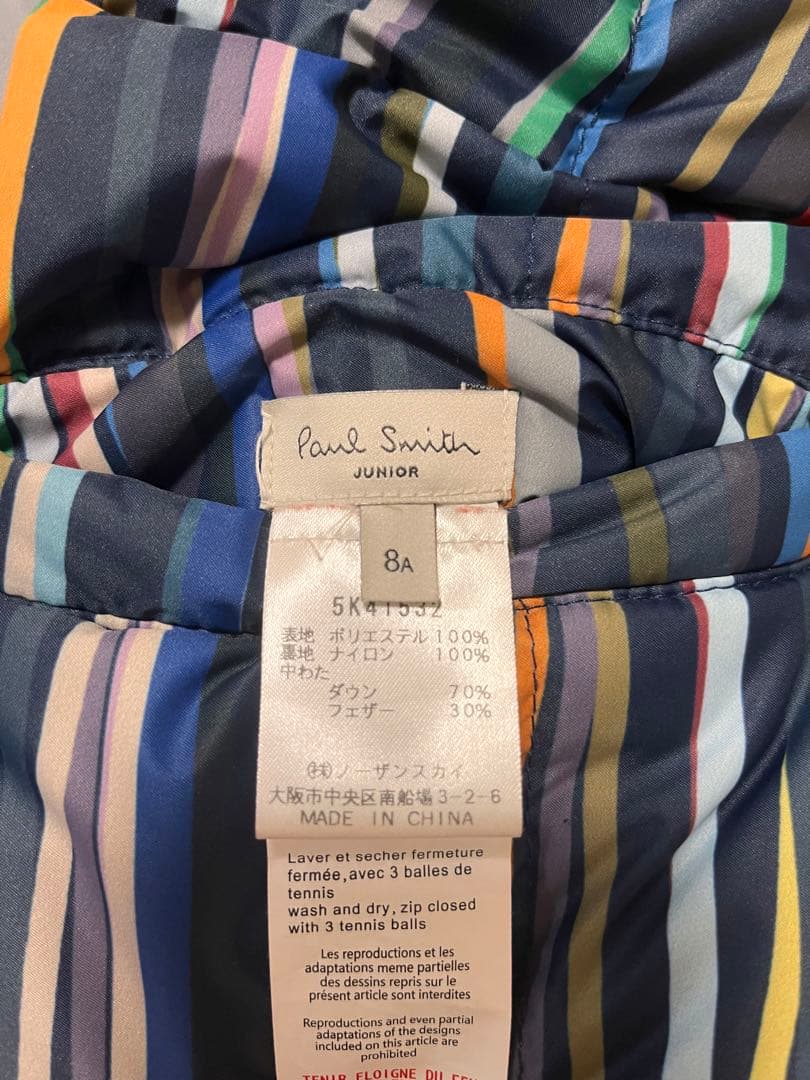 Paul Smith
JUNIOR
8A
5K41532
表地 ポリエステル 100%
裏地 ナイロン 100%
中わた
ダウン 70%
フェザー 30%
㈱ノーザンスカイ
大阪市中央区南船場3-2-6
MADE IN CHINA
Laver et secher fermeture
fermée,avec 3 balles de
tennis
wash and dry, zip closed
with 3 tennis balls
Les reproductions et les
adaptations meme partielles
des dessins repris sur le
présent article sont interdites
Reproductions and even partial
adaptations of the designs
included on this article are
prohibited
TENIR ELOIGNE DU FEU